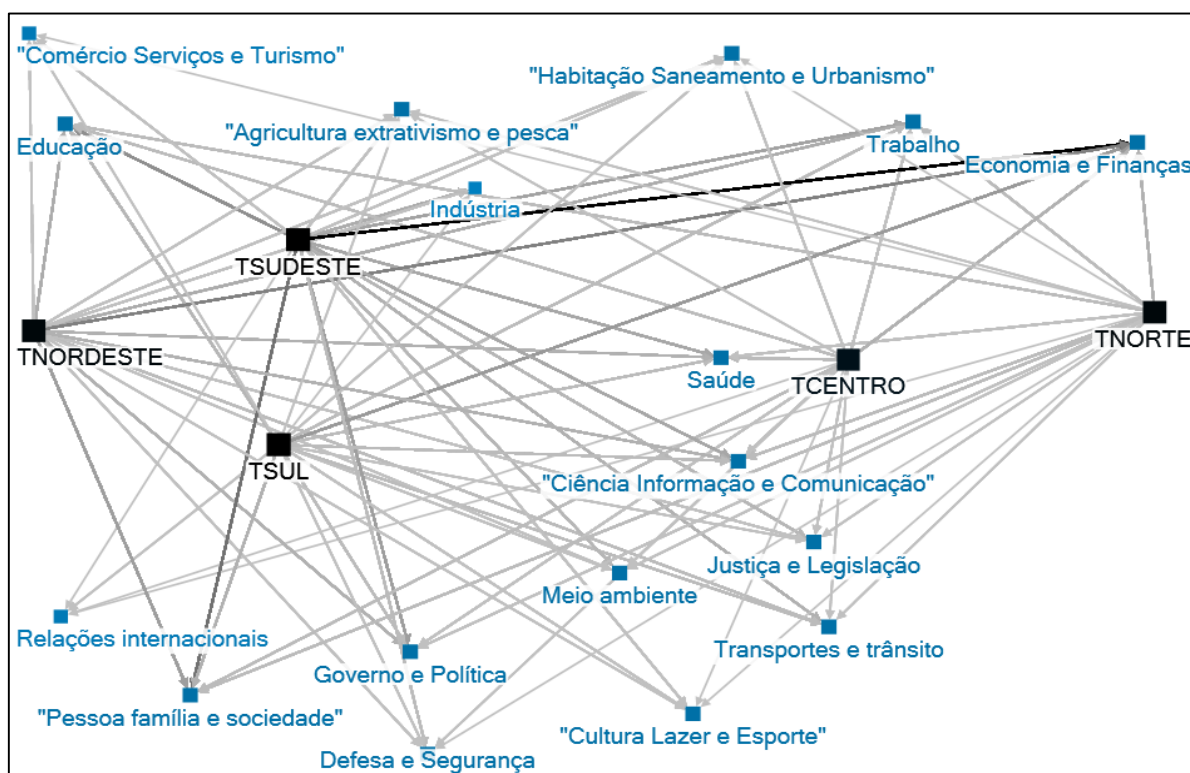 "Comércio Serviços e Turismo"
"Habitação Saneamento e Urbanismo"
"Agricultura extrativismo e pesca"
Educação
Trabalho
Economia e Finanças
Indústria
TSUDESTE
TNORDESTE
TNORTE
Saúde
TCENTRO
TSUL
"Ciência Informação e Comunicação"
Justiça e Legislação
Meio ambiente
Relações internacionais
Transportes e trânsito
Governo e Política
"Pessoa família e sociedade"
"Cultura Lazer e Esporte"
Defesa e Segurança